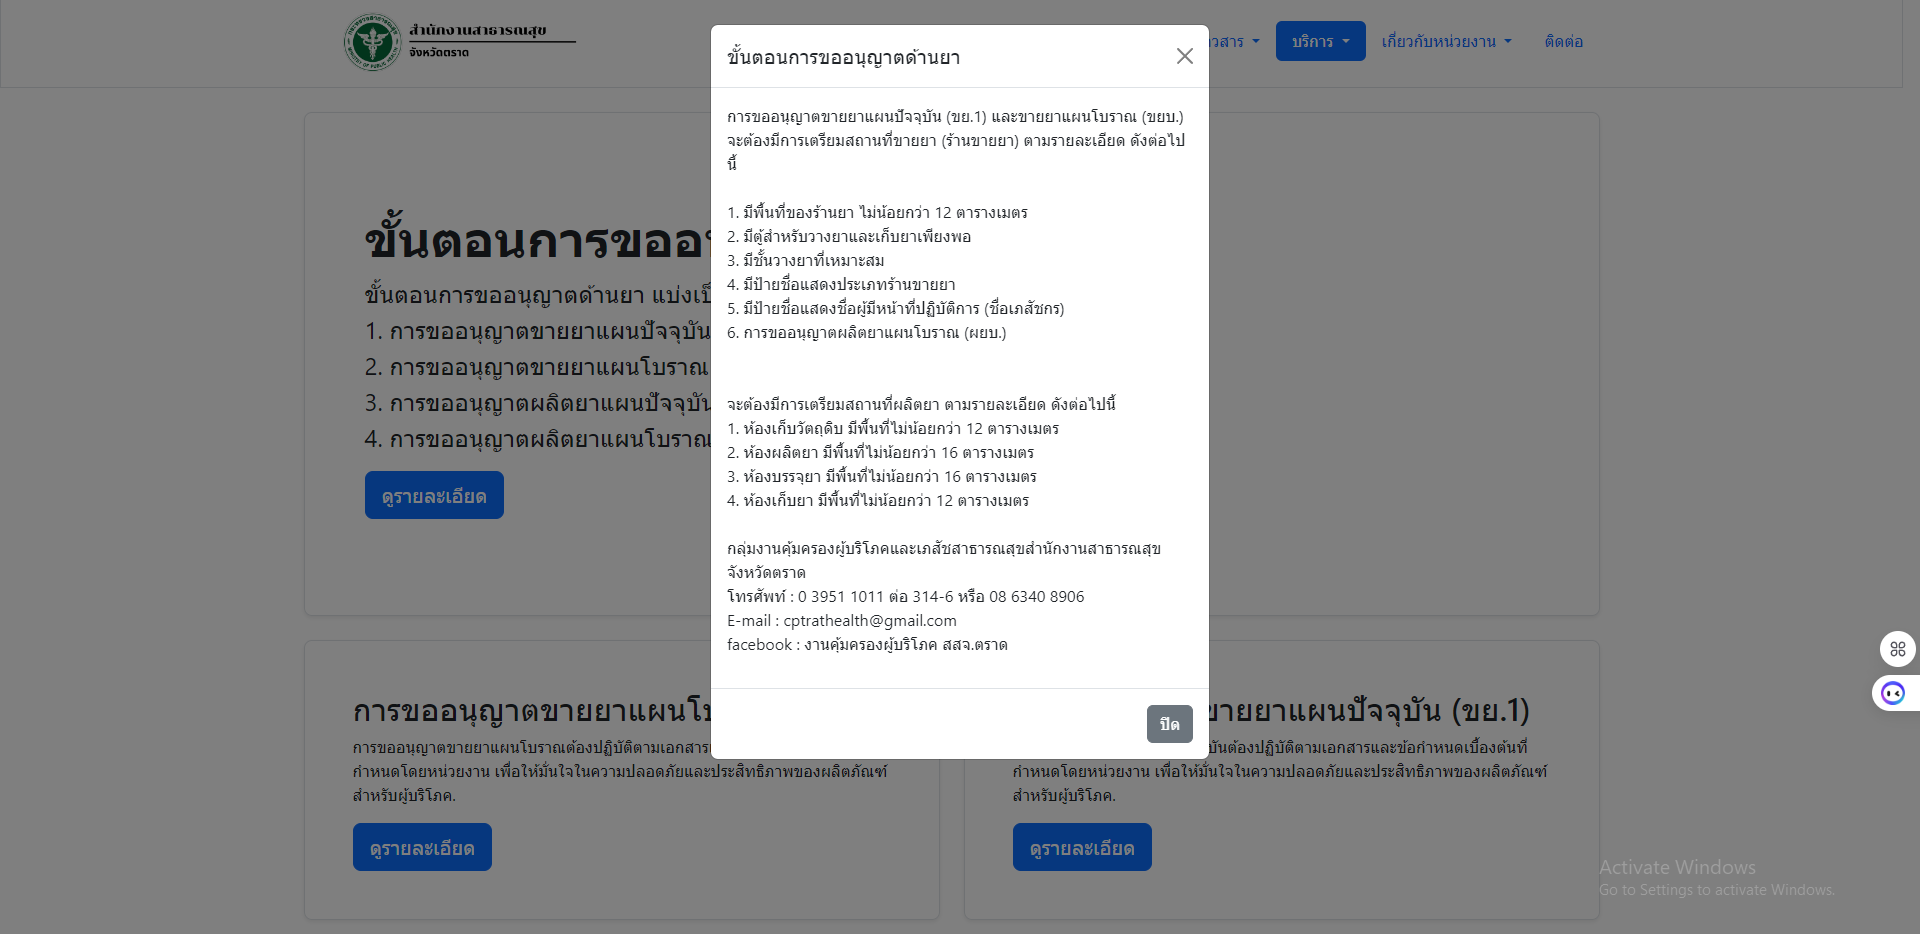 สำนักงานสาธารณสุข
จังหวัดตราด
บริการ
เกี่ยวกับหน่วยงาน
ติดต่อ
ขั้นตอนการขออนุญาตด้านยา
การขออนุญาตขายยาแผนปัจจุบัน (ขย.1) และขายยาแผนโบราณ (ขยบ.)
จะต้องมีการเตรียมสถานที่ขายยา (ร้านขายยา) ตามรายละเอียด ดังต่อไป
นี้
1. มีพื้นที่ของร้านยา ไม่น้อยกว่า 12 ตารางเมตร
2. มีตู้สำหรับวางยาและเก็บยาเพียงพอ
3. มีชั้นวางยาที่เหมาะสม
4. มีป้ายชื่อแสดงประเภทร้านขายยา
5. มีป้ายชื่อแสดงชื่อผู้มีหน้าที่ปฏิบัติการ (ชื่อเภสัชกร)
6. การขออนุญาตผลิตยาแผนโบราณ (ผยบ.)
จะต้องมีการเตรียมสถานที่ผลิตยา ตามรายละเอียด ดังต่อไปนี้
1. ห้องเก็บวัตถุดิบ มีพื้นที่ไม่น้อยกว่า 12 ตารางเมตร
2. ห้องผลิตยา มีพื้นที่ไม่น้อยกว่า 16 ตารางเมตร
3. ห้องบรรจุยา มีพื้นที่ไม่น้อยกว่า 16 ตารางเมตร
4. ห้องเก็บยา มีพื้นที่ไม่น้อยกว่า 12 ตารางเมตร
กลุ่มงานคุ้มครองผู้บริโภคและเภสัชสาธารณสุขสำนักงานสาธารณสุข
จังหวัดตราด
โทรศัพท์ : 0 3951 1011 ต่อ 314-6 หรือ 08 6340 8906
E-mail : cptrathealth@gmail.com
facebook : งานคุ้มครองผู้บริโภค สสจ.ตราด
ปิด
ขั้นตอนการขออ
ขั้นตอนการขออนุญาตด้านยา แบ่งเป็
1. การขออนุญาตขายยาแผนปัจจุบัน
2. การขออนุญาตขายยาแผนโบราณ
3. การขออนุญาตผลิตยาแผนปัจจุบัน
4. การขออนุญาตผลิตยาแผนโบราณ
ดูรายละเอียด
การขออนุญาตขายยาแผนโบ
การขออนุญาตขายยาแผนโบราณต้องปฏิบัติตามเอกสาร
กำหนดโดยหน่วยงาน เพื่อให้มั่นใจในความปลอดภัยและประสิทธิภาพของผลิตภัณฑ์
สำหรับผู้บริโภค.
ดูรายละเอียด
ขายยาแผนปัจจุบัน (ขย.1)
บันต้องปฏิบัติตามเอกสารและข้อกำหนดเบื้องต้นที่
กำหนดโดยหน่วยงาน เพื่อให้มั่นใจในความปลอดภัยและประสิทธิภาพของผลิตภัณฑ์
สำหรับผู้บริโภค.
ดูรายละเอียด
Activate Windows
Go to Settings to activate Windows.